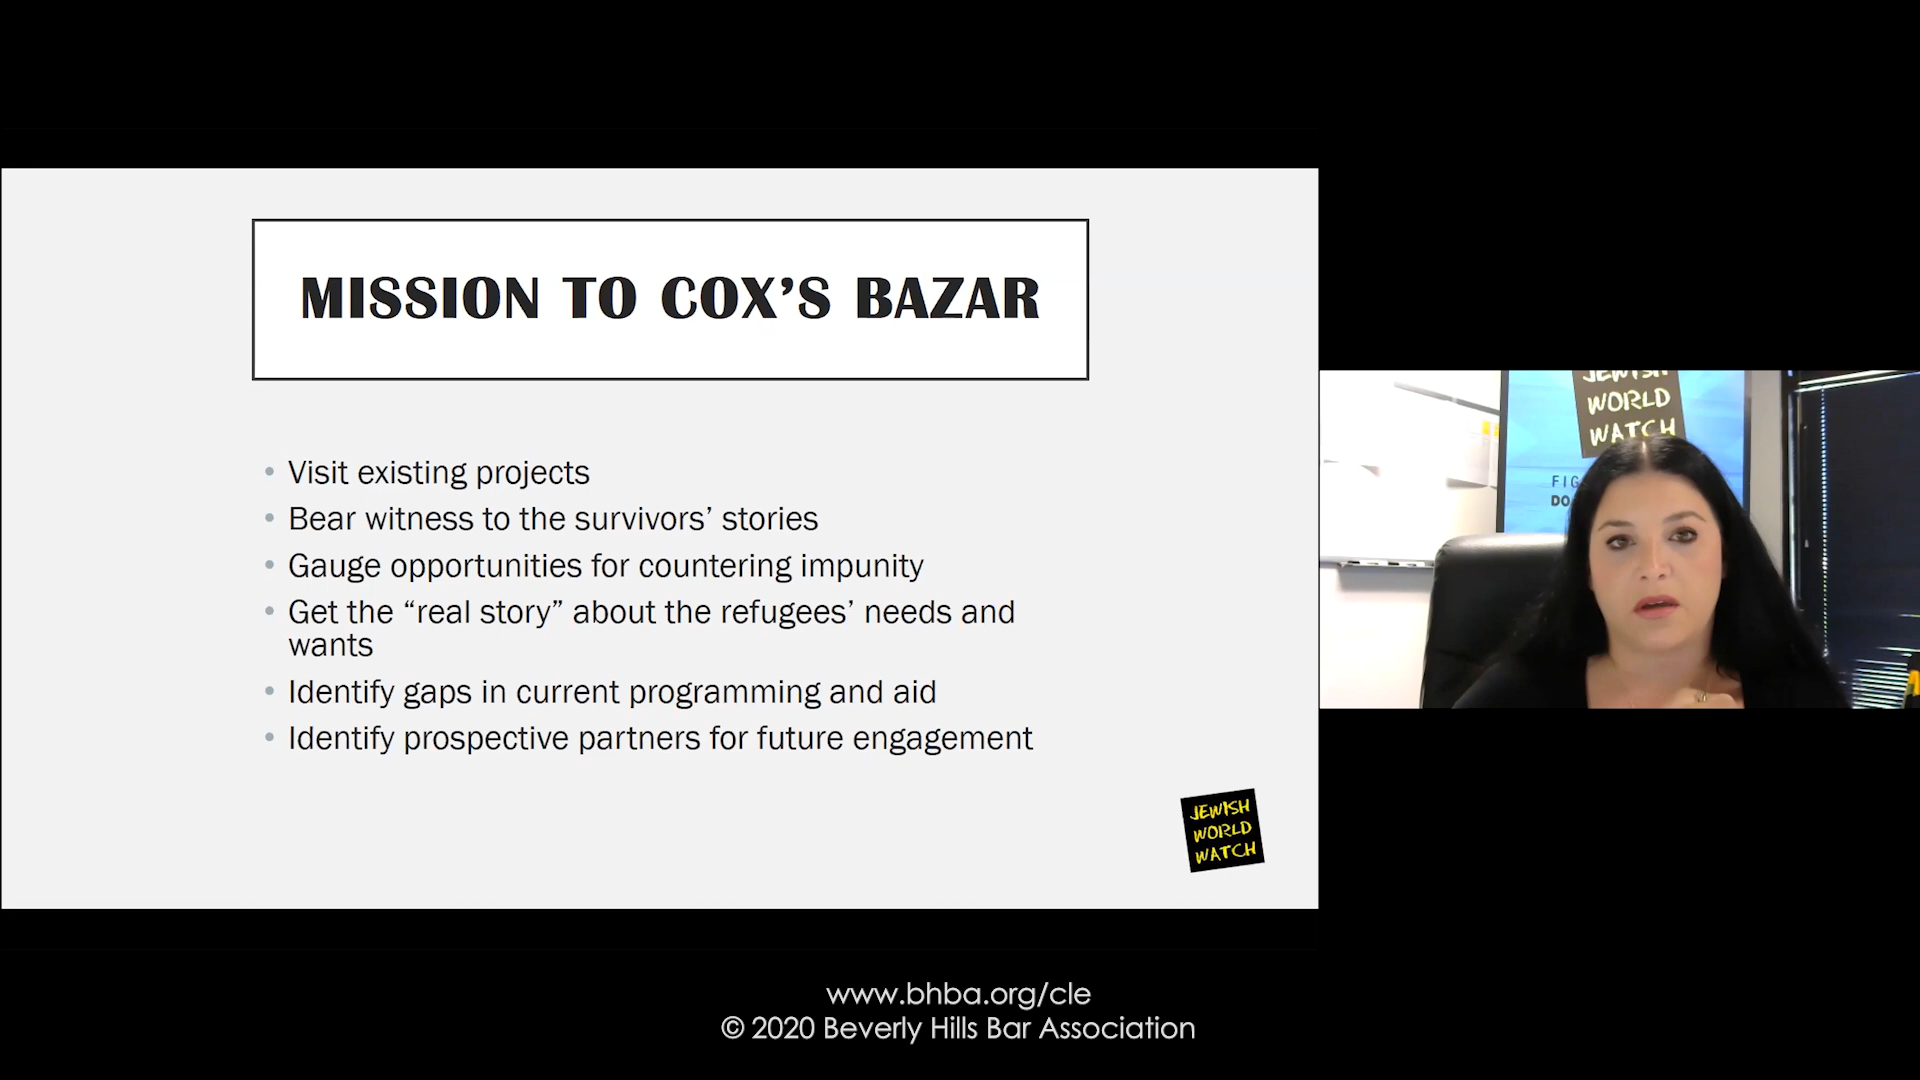 MISSION TO COX'S BAZAR
• Visit existing projects
• Bear witness to the survivors' stories
• Gauge opportunities for countering impunity
• Get the “real story” about the refugees' needs and
wants
• Identify gaps in current programming and aid
• Identify prospective partners for future engagement
JEWISH
WORLD
WATCH
JEWISH
WORLD
WATCH
www.bhba.org/cle
© 2020 Beverly Hills Bar Association